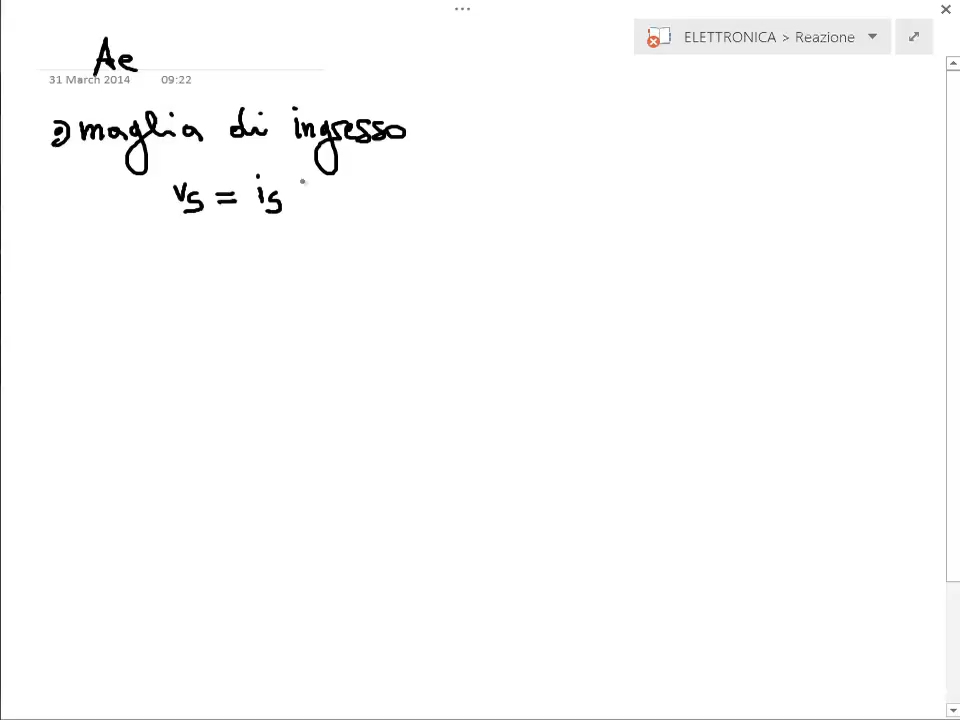 ELETTRONICA > Reazione
Ae
31 March 2014 09:22
maglia di ingresso
vs = is